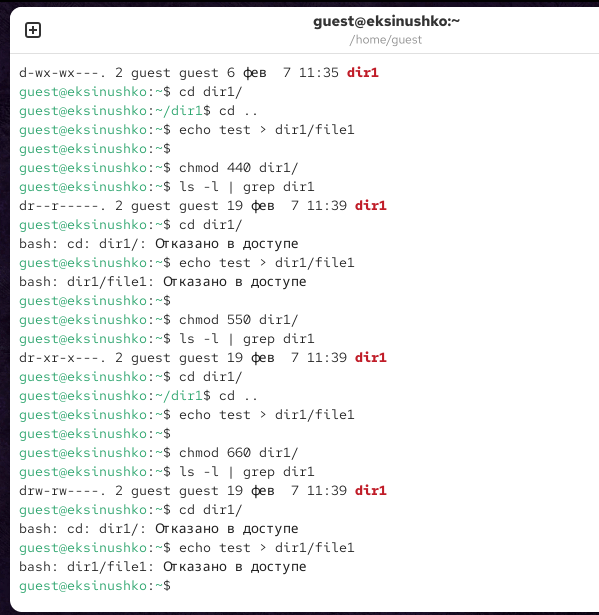 guest@eksinushko:~
/home/guest
d-wx-wx---. 2 guest guest 6 фев  7 11:35 dir1
guest@eksinushko:~$ cd dir1/
guest@eksinushko:~/dir1$ cd ..
guest@eksinushko:~$ echo test > dir1/file1
guest@eksinushko:~$
guest@eksinushko:~$ chmod 440 dir1/
guest@eksinushko:~$ ls -l | grep dir1
dr--r-----. 2 guest guest 19 фев  7 11:39 dir1
guest@eksinushko:~$ cd dir1/
bash: cd: dir1/: Отказано в доступе
guest@eksinushko:~$ echo test > dir1/file1
bash: dir1/file1: Отказано в доступе
guest@eksinushko:~$
guest@eksinushko:~$ chmod 550 dir1/
guest@eksinushko:~$ ls -l | grep dir1
dr-xr-x---. 2 guest guest 19 фев  7 11:39 dir1
guest@eksinushko:~$ cd dir1/
guest@eksinushko:~/dir1$ cd ..
guest@eksinushko:~$ echo test > dir1/file1
guest@eksinushko:~$
guest@eksinushko:~$ chmod 660 dir1/
guest@eksinushko:~$ ls -l | grep dir1
drw-rw----. 2 guest guest 19 фев  7 11:39 dir1
guest@eksinushko:~$ cd dir1/
bash: cd: dir1/: Отказано в доступе
guest@eksinushko:~$ echo test > dir1/file1
bash: dir1/file1: Отказано в доступе
guest@eksinushko:~$